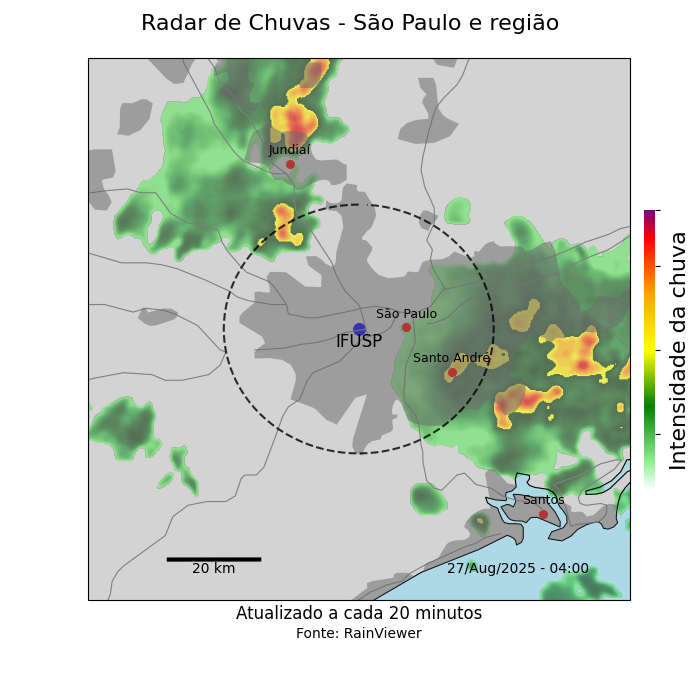 Radar de Chuvas - São Paulo e região
Jundiaí
São Paulo
IFUSP
Santo André
Santos
20 km
27/Aug/2025 - 04:00
Intensidade da chuva
Atualizado a cada 20 minutos
Fonte: RainViewer